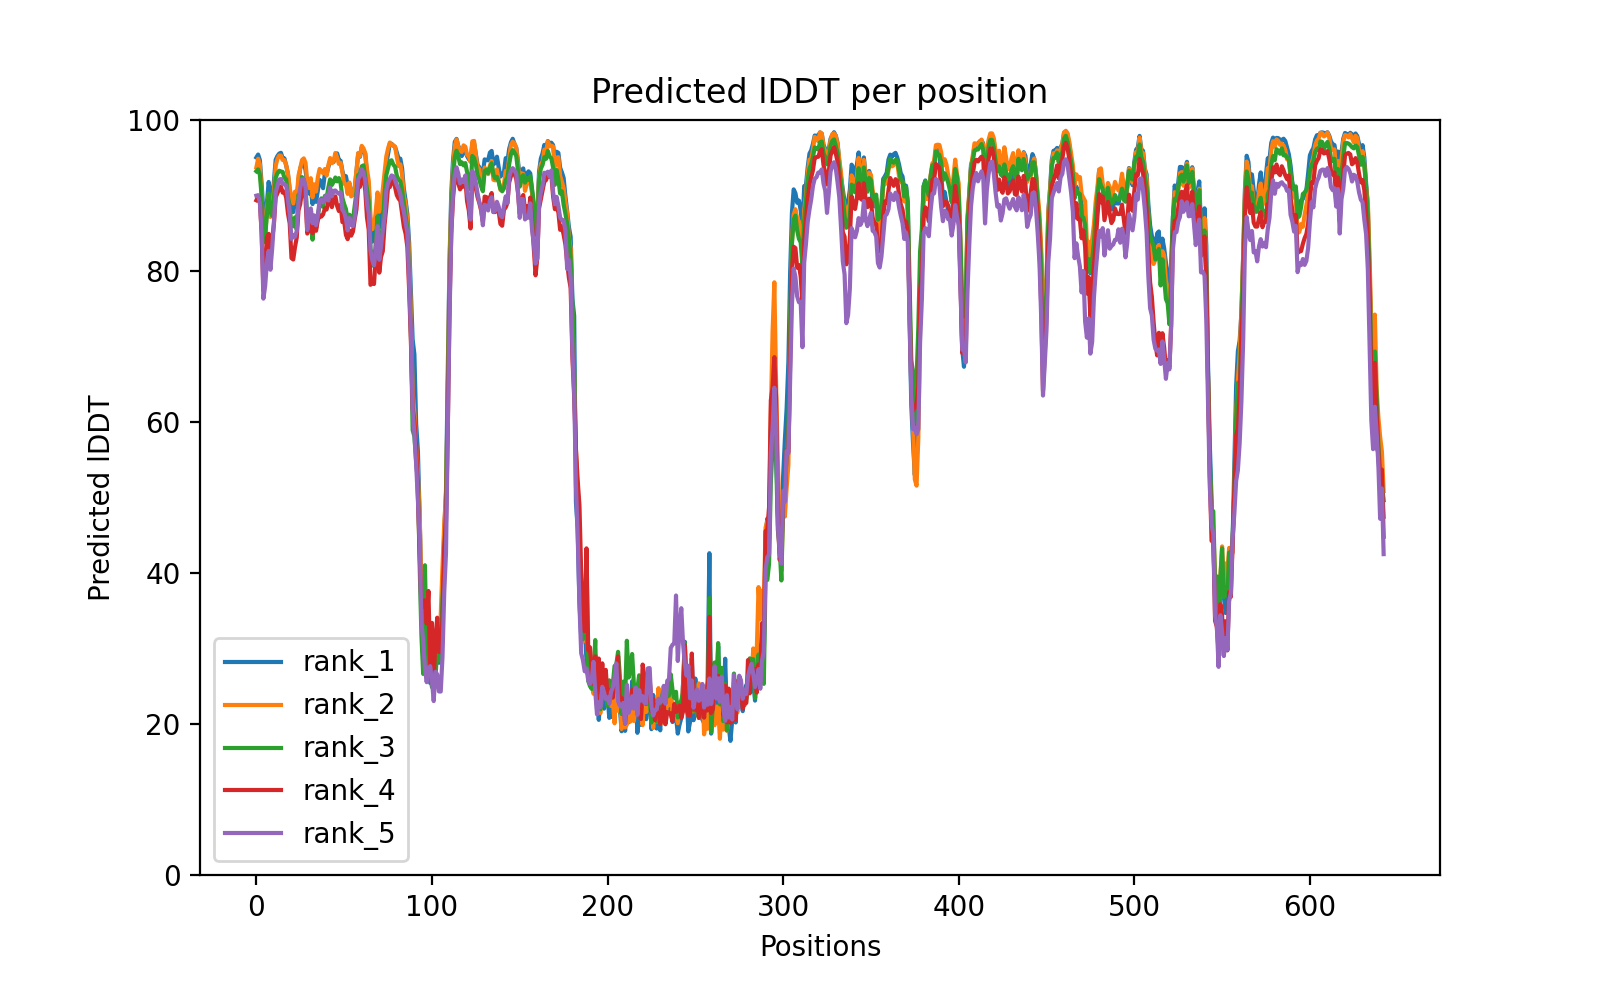 Predicted lDDT per position
100
80
60
40
20
0
Predicted lDDT
rank_1
rank_2
rank_3
rank_4
rank_5
0 100 200 300 400 500 600
Positions